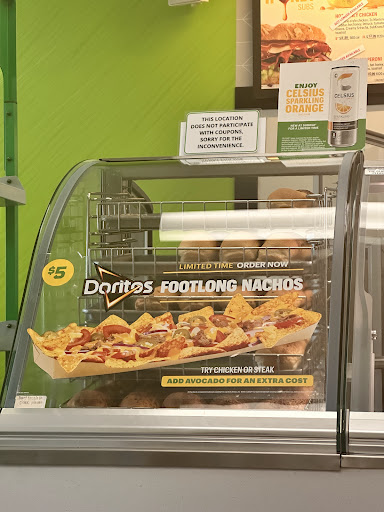 THIS LOCATION
DOES NOT PARTICIPATE
WITH COUPONS,
SORRY FOR THE
INCONVENIENCE.
ENJOY
CELSIUS
SPARKLING
ORANGE
CELSIUS
$5
LIMITED TIME ORDER NOW
Doritos FOOTLONG NACHOS
TRY CHICKEN OR STEAK
ADD AVOCADO FOR AN EXTRA COST